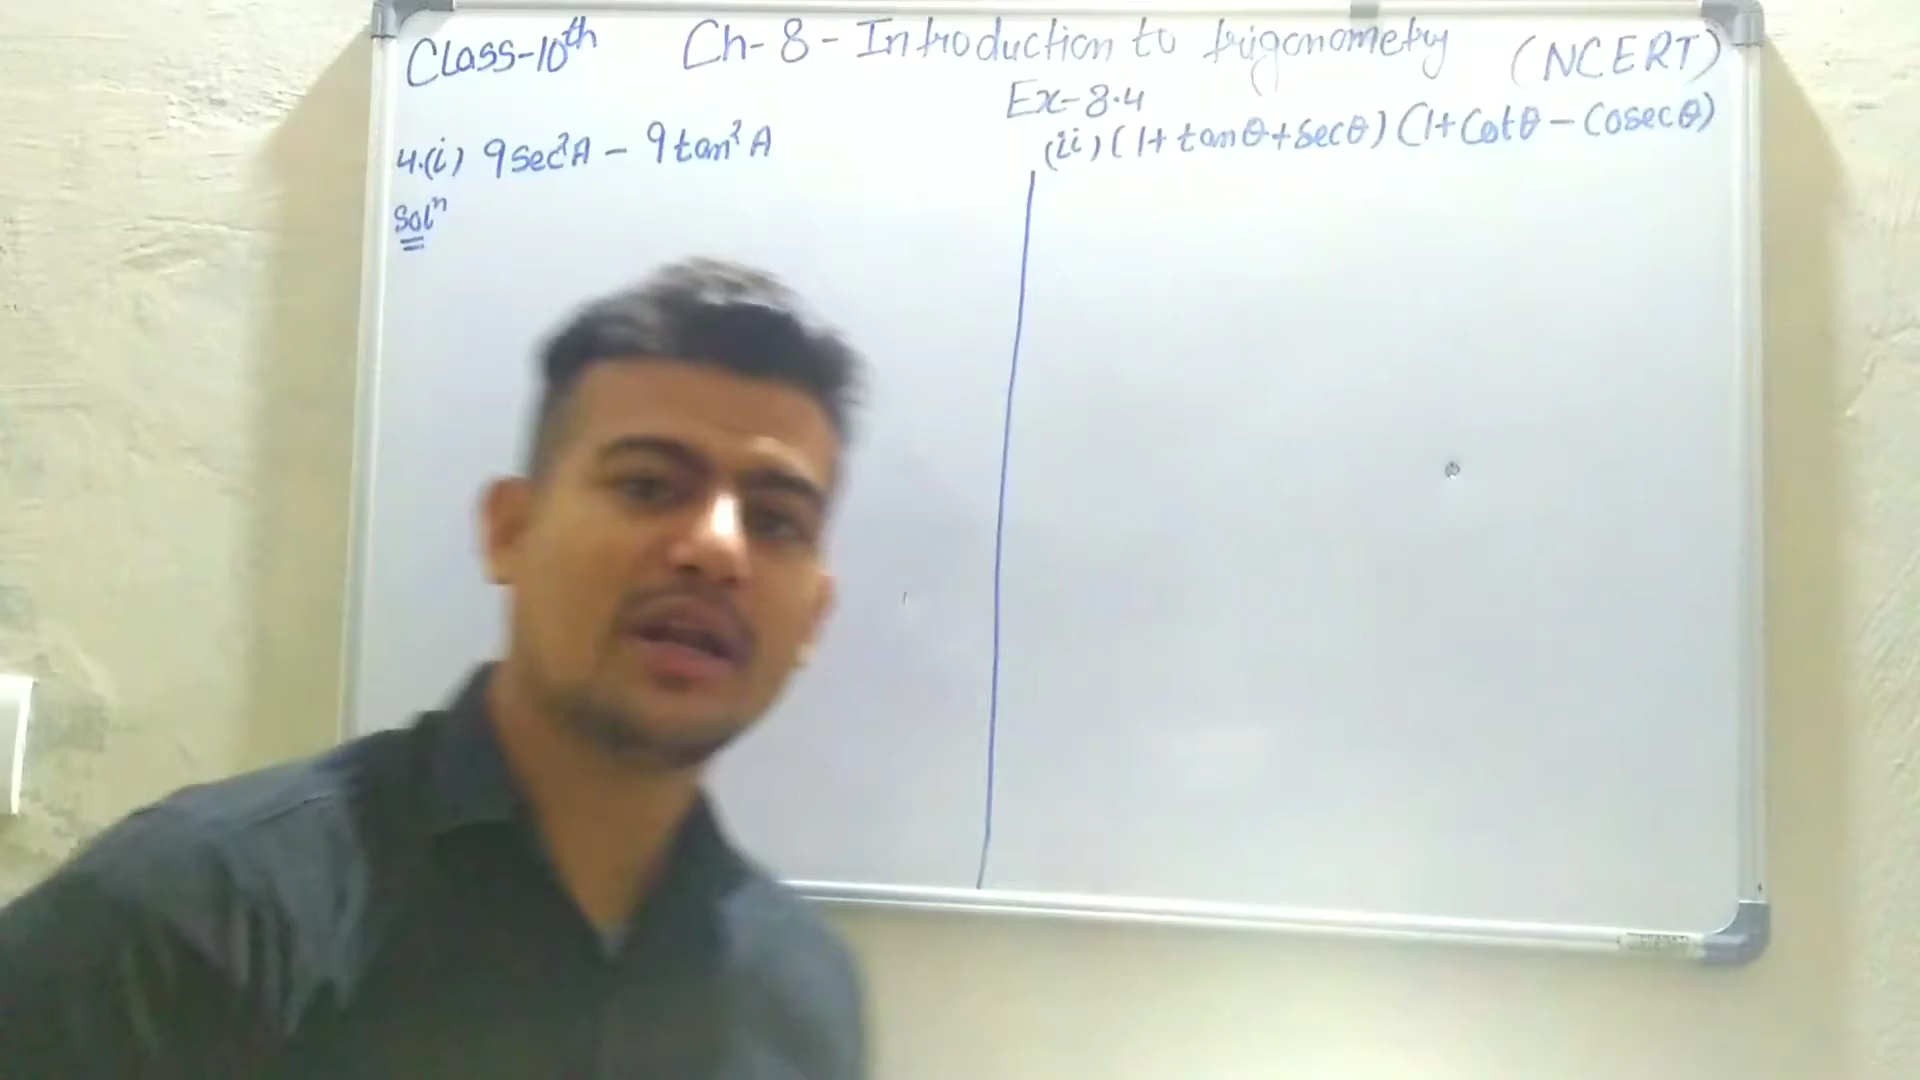 Class-10th Ch-8-Introduction to trigonometry (NCERT)
Ex-8.4
4.(i) 9sec²A - 9tan²A
(ii) (1+tanθ+secθ) (1+Cotθ-Cosecθ)
Solⁿ